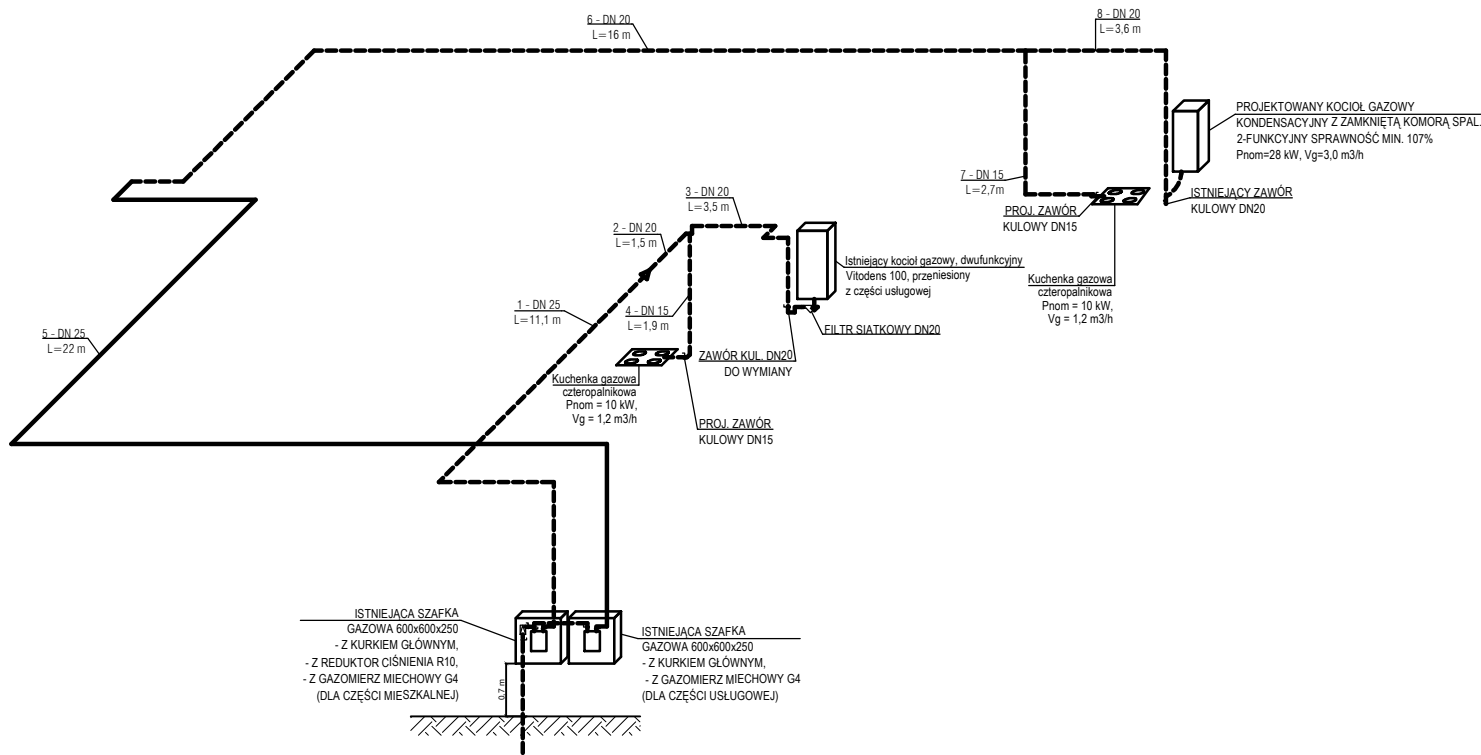 6 - DN 20
L=16 m
8 - DN 20
L=3,6 m
PROJEKTOWANY KOCIOŁ GAZOWY
KONDENSACYJNY Z ZAMKNIĘTĄ KOMORĄ SPAL.
2-FUNKCYJNY SPRAWNOŚĆ MIN. 107%
Pnom=28 kW, Vg=3,0 m3/h
7 - DN 15
L=2,7m
PROJ. ZAWÓR
KULOWY DN15
ISTNIEJĄCY ZAWÓR
KULOWY DN20
Kuchenka gazowa
czteropalnikowa
Pnom = 10 kW,
Vg = 1,2 m3/h
3 - DN 20
L=3,5 m
2 - DN 20
L=1,5 m
Istniejący kocioł gazowy, dwufunkcyjny
Vitodens 100, przeniesiony
z części usługowej
1 - DN 25
L=11,1 m
4 - DN 15
L=1,9 m
FILTR SIATKOWY DN20
5 - DN 25
L=22 m
ZAWÓR KUL. DN20
DO WYMIANY
Kuchenka gazowa
czteropalnikowa
Pnom = 10 kW,
Vg = 1,2 m3/h
PROJ. ZAWÓR
KULOWY DN15
ISTNIEJĄCA SZAFKA
GAZOWA 600x600x250
- Z KURKIEM GŁÓWNYM,
- Z REDUKTOR CIŚNIENIA R10,
- Z GAZOMIERZ MIECHOWY G4
(DLA CZĘŚCI MIESZKALNEJ)
ISTNIEJĄCA SZAFKA
GAZOWA 600x600x250
- Z KURKIEM GŁÓWNYM,
- Z GAZOMIERZ MIECHOWY G4
(DLA CZĘŚCI USŁUGOWEJ)
0,7 m